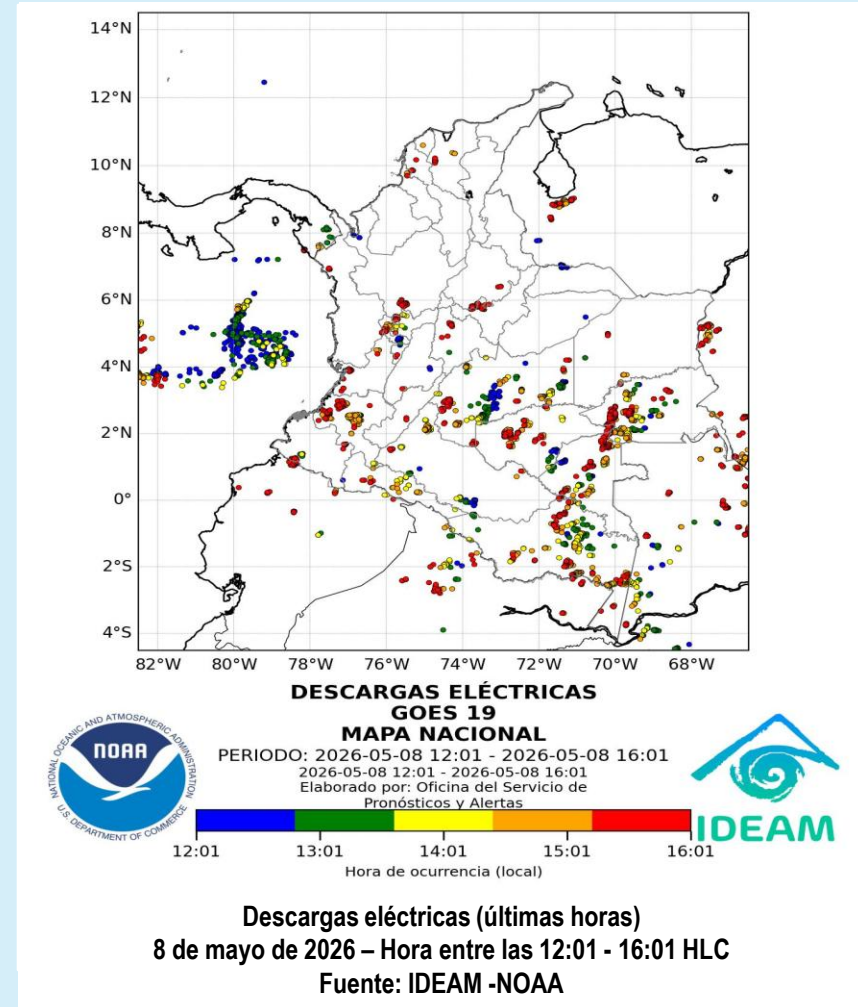 14°N
12°N
10°N
8°N
6°N
4°N
2°N
0°
2°S
4°S
82°W 80°W 78°W 76°W 74°W 72°W 70°W 68°W
DESCARGAS ELÉCTRICAS
GOES 19
MAPA NACIONAL
PERIODO: 2026-05-08 12:01 - 2026-05-08 16:01
2026-05-08 12:01 - 2026-05-08 16:01
Elaborado por: Oficina del Servicio de
Pronósticos y Alertas
NATIONAL OCEANIC AND ATMOSPHERIC ADMINISTRATION
NOAA
U.S. DEPARTMENT OF COMMERCE
IDEAM
12:01 13:01 14:01 15:01 16:01
Hora de ocurrencia (local)
Descargas eléctricas (últimas horas)
8 de mayo de 2026 – Hora entre las 12:01 - 16:01 HLC
Fuente: IDEAM -NOAA